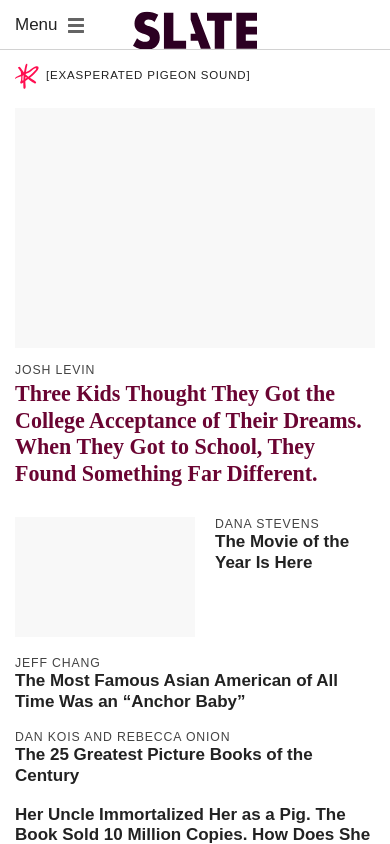 Menu
SLATE
[EXASPERATED PIGEON SOUND]
JOSH LEVIN
Three Kids Thought They Got the
College Acceptance of Their Dreams.
When They Got to School, They
Found Something Far Different.
DANA STEVENS
The Movie of the
Year Is Here
JEFF CHANG
The Most Famous Asian American of All
Time Was an “Anchor Baby”
DAN KOIS AND REBECCA ONION
The 25 Greatest Picture Books of the
Century
Her Uncle Immortalized Her as a Pig. The
Book Sold 10 Million Copies. How Does She